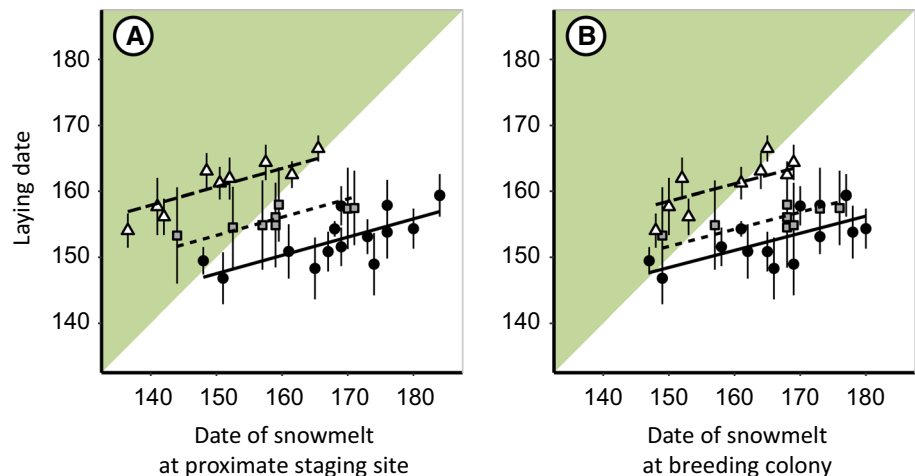 A
B
Laying date
180
170
160
150
140
180
170
160
150
140
140 150 160 170 180
140 150 160 170 180
Date of snowmelt
at proximate staging site
Date of snowmelt
at breeding colony